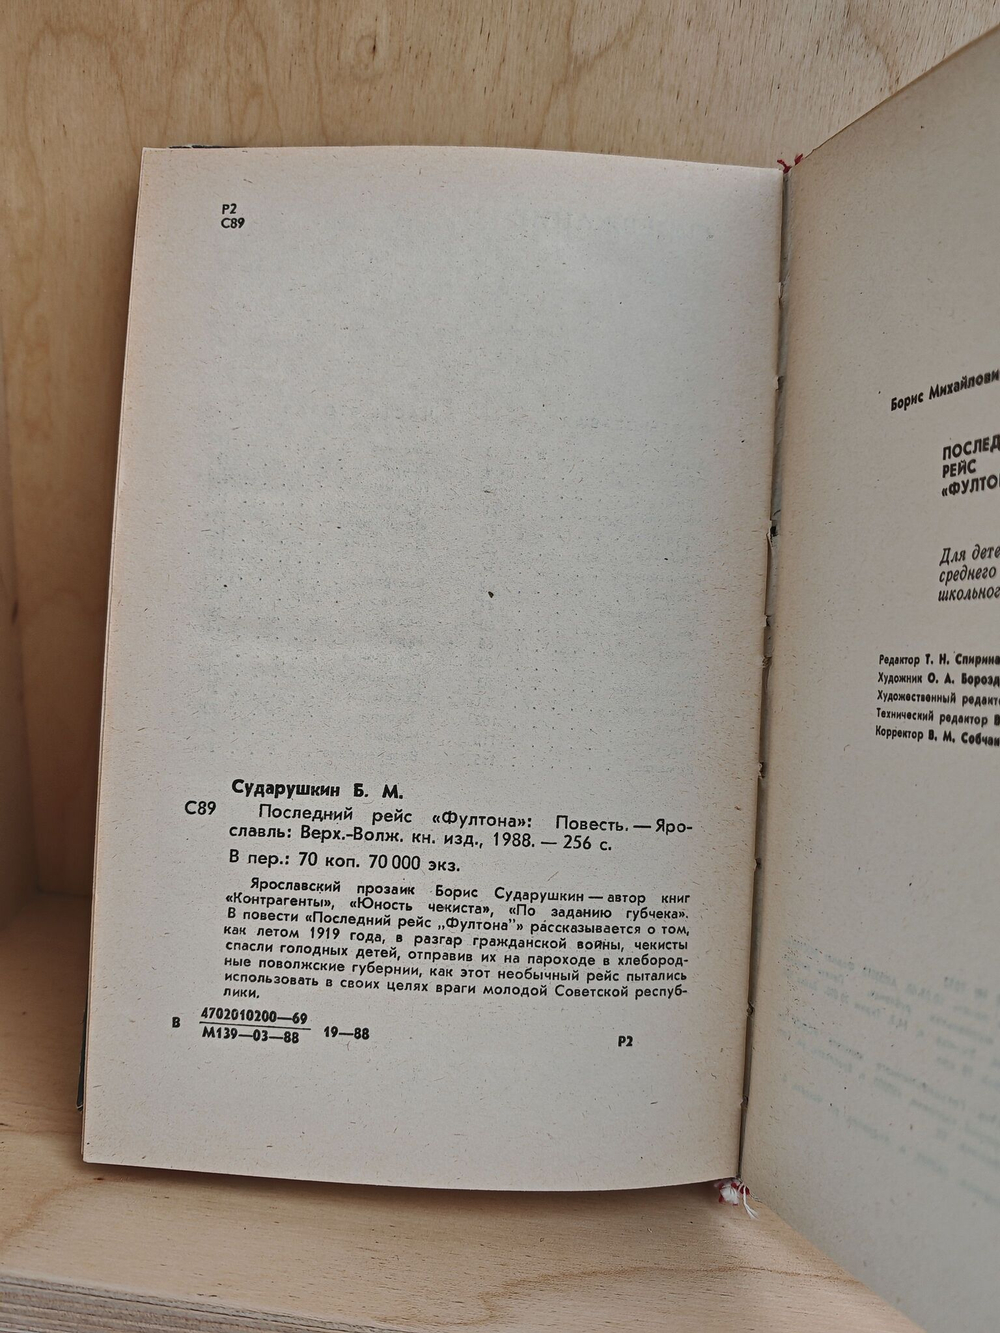 Р2
С89
Сударушкин Б. М.
С89 Последний рейс «Фултона»: Повесть. — Яро-
славль: Верх.-Волж. кн. изд., 1988. — 256 с.
В пер.: 70 коп. 70 000 экз.
Ярославский прозаик Борис Сударушкин — автор книг
«Контрагенты», «Юность чекиста», «По заданию губчека».
В повести «Последний рейс „Фултона"» рассказывается о том,
как летом 1919 года, в разгар гражданской войны, чекисты
спасли голодных детей, отправив их на пароходе в хлебород-
ные поволжские губернии, как этот необычный рейс пытались
использовать в своих целях враги молодой Советской респуб-
лики.
В 4702010200—69
М139—03—88 19—88
Р2
Борис Михайлови
ПОСЛЕД
РЕЙС
«ФУЛТО
Для дете
среднего
школьног
Редактор Т. Н. Спирина
Художник О. А. Борозд
Художественный редакт
Технический редактор В
Корректор В. М. Собчан